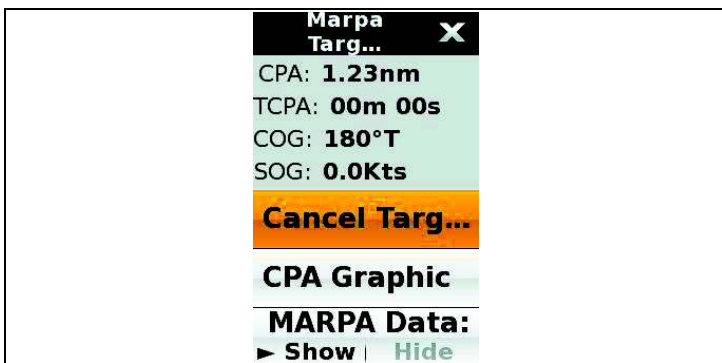 Marpa
Targ...
X
CPA: 1.23nm
TCPA: 00m 00s
COG: 180°T
SOG: 0.0Kts
Cancel Targ...
CPA Graphic
MARPA Data:
► Show | Hide